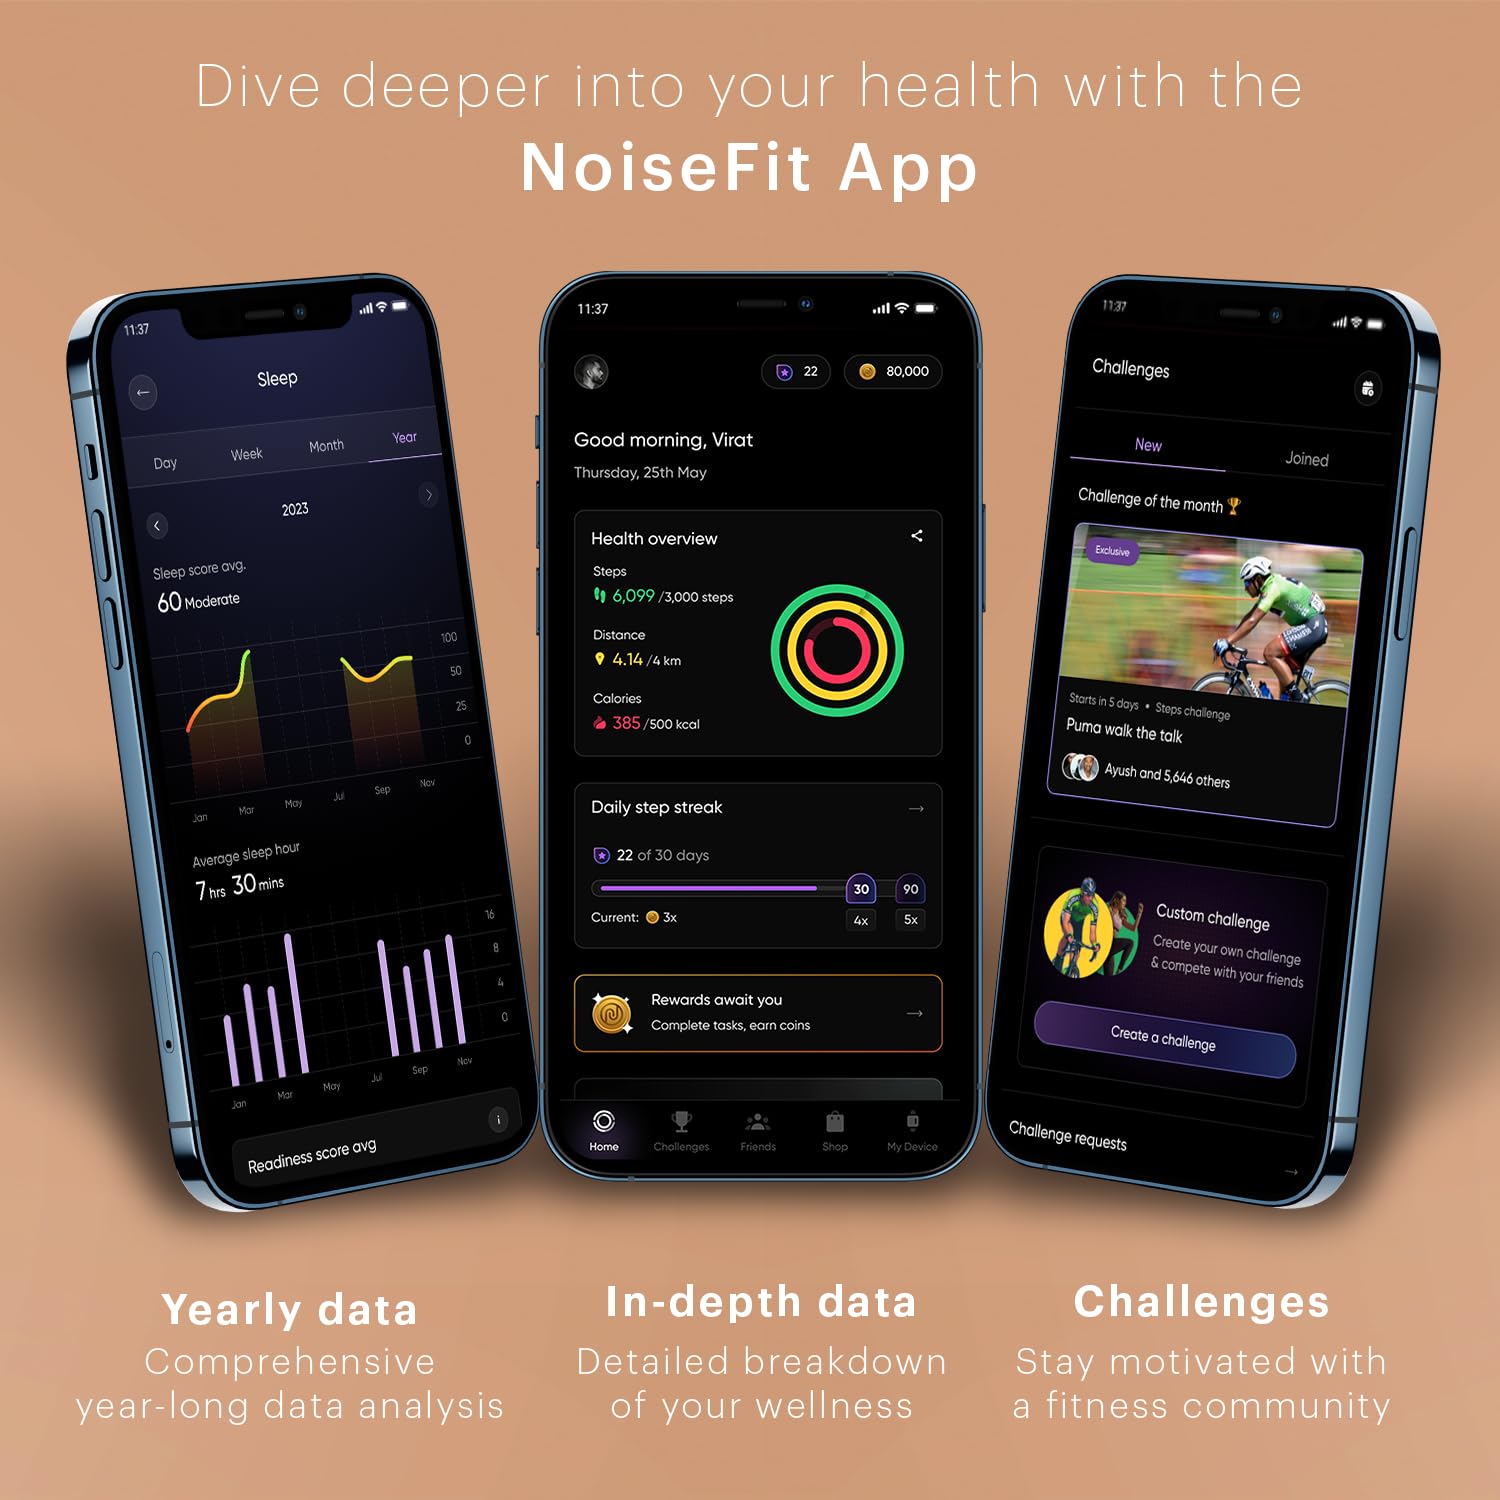 Dive deeper into your health with the
NoiseFit App
11:37
Sleep
Day Week Month Year
2023
Sleep score avg.
60 Moderate
100
50
25
0
Jan Mar May Jul Sep Nov
Average sleep hour
7 hrs 30 mins
16
8
4
0
Jan Mar May Jul Sep Nov
Readiness score avg
11:37
22 80,000
Good morning, Virat
Thursday, 25th May
Health overview
Steps
6,099 /3,000 steps
Distance
4.14 /4 km
Calories
385 /500 kcal
Daily step streak
22 of 30 days
30 90
Current: 3x 4x 5x
Rewards await you
Complete tasks, earn coins
Home Challenges Friends Shop My Device
11:37
Challenges
New Joined
Challenge of the month
Exclusive
Starts in 5 days • Steps challenge
Puma walk the talk
Ayush and 5,646 others
Custom challenge
Create your own challenge
& compete with your friends
Create a challenge
Challenge requests
Yearly data
Comprehensive
year-long data analysis
In-depth data
Detailed breakdown
of your wellness
Challenges
Stay motivated with
a fitness community